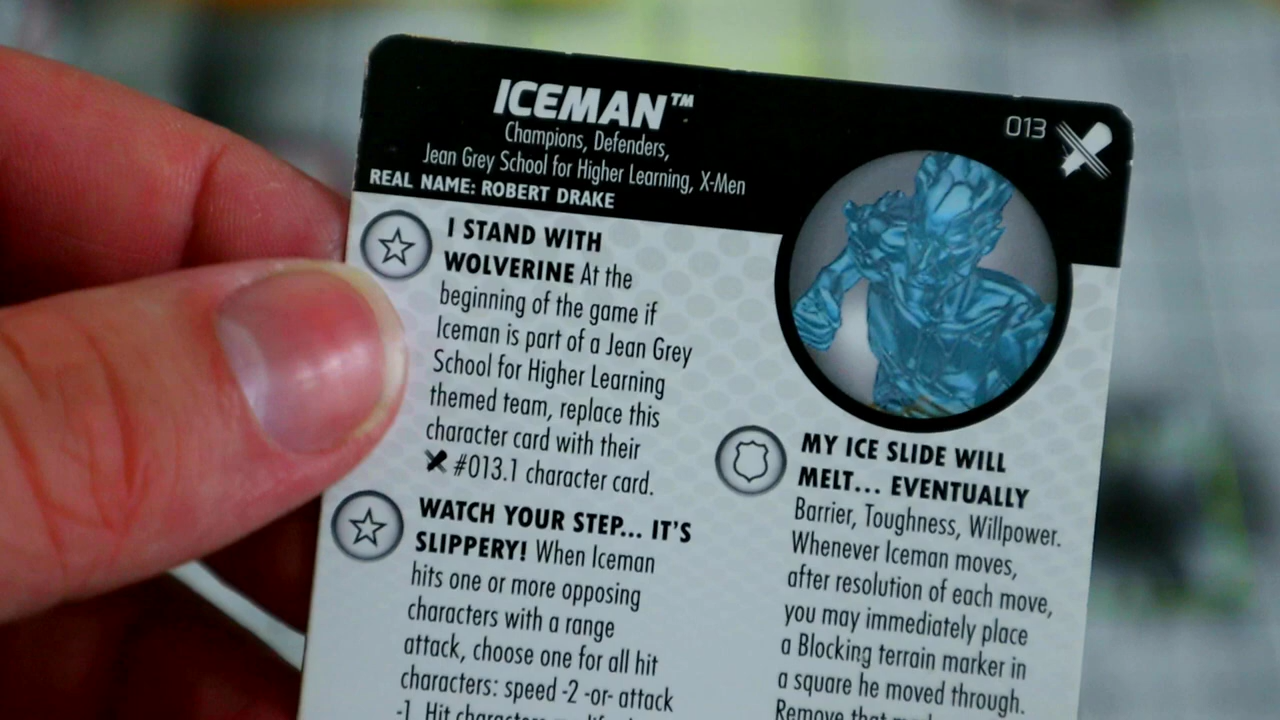 ICEMAN™
Champions, Defenders,
Jean Grey School for Higher Learning, X-Men
REAL NAME: ROBERT DRAKE
013
I STAND WITH
WOLVERINE At the
beginning of the game if
Iceman is part of a Jean Grey
School for Higher Learning
themed team, replace this
character card with their
#013.1 character card.
WATCH YOUR STEP... IT'S
SLIPPERY! When Iceman
hits one or more opposing
characters with a range
attack, choose one for all hit
characters: speed -2 -or- attack
-1. Hit
MY ICE SLIDE WILL
MELT... EVENTUALLY
Barrier, Toughness, Willpower.
Whenever Iceman moves,
after resolution of each move,
you may immediately place
a Blocking terrain marker in
a square he moved through.
Remove that